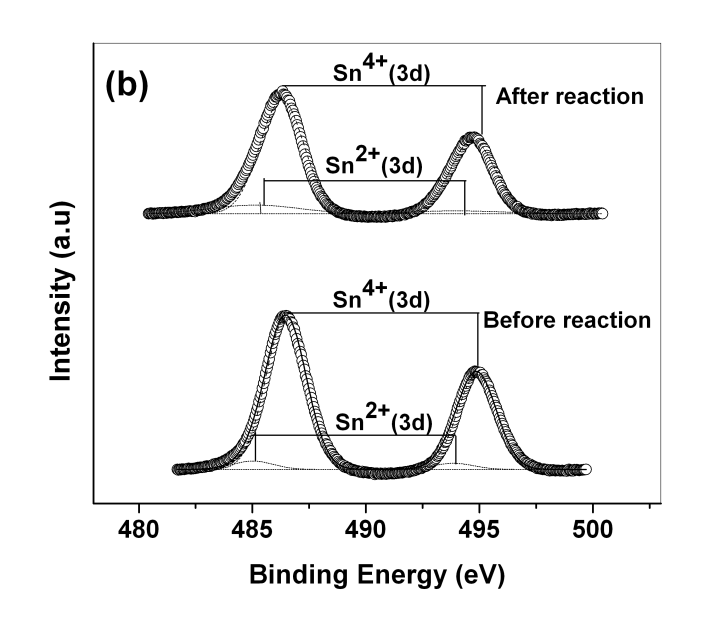 (b)
Sn4+(3d)
After reaction
Sn2+(3d)
Sn4+(3d)
Before reaction
Sn2+(3d)
Intensity (a.u)
480 485 490 495 500
Binding Energy (eV)